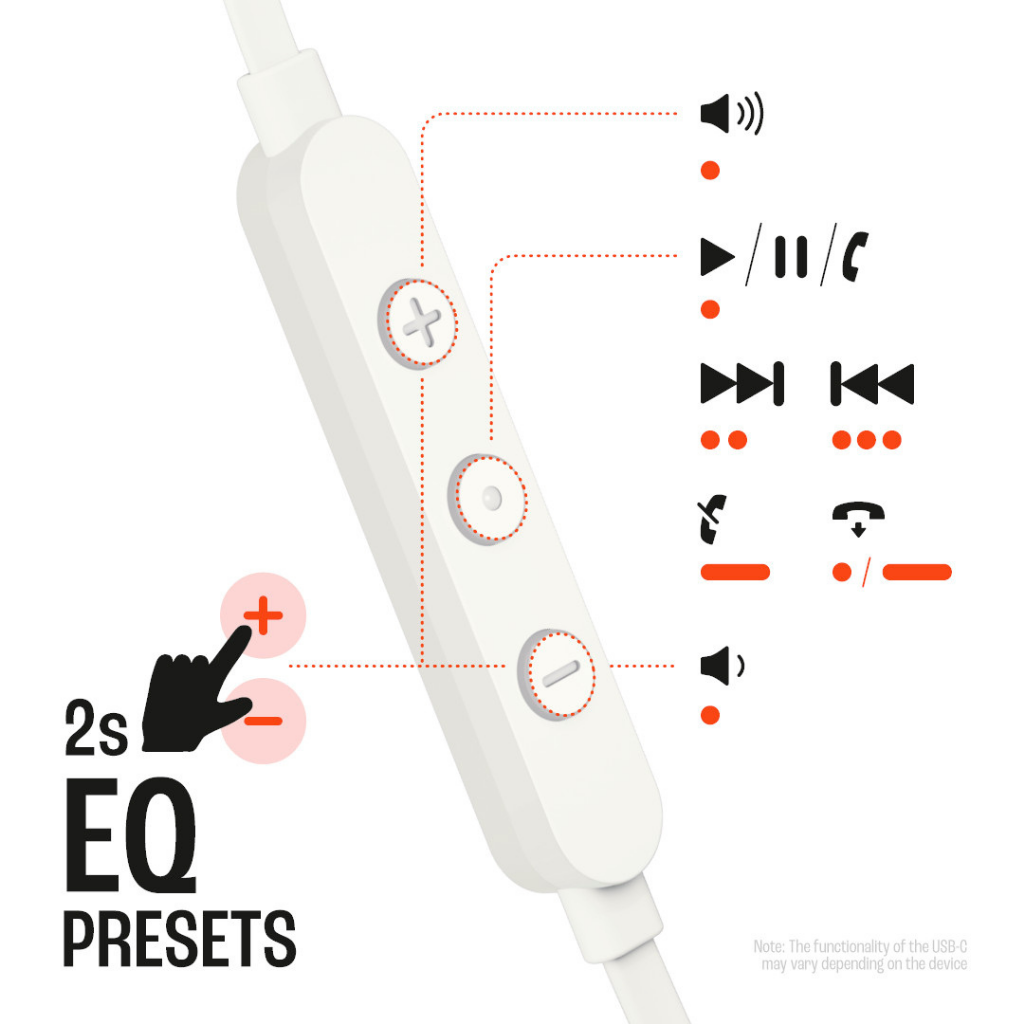 2s
EQ
PRESETS
Note: The functionality of the USB-C
may vary depending on the device